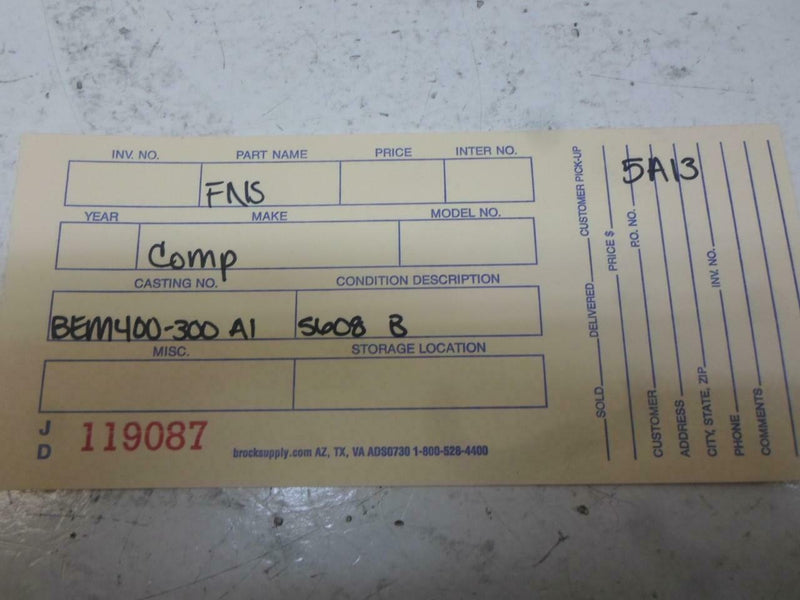 INV. NO. PART NAME PRICE INTER NO.
FNS
YEAR MAKE MODEL NO.
Comp
CASTING NO. CONDITION DESCRIPTION
BEM400-300 A1 5608 B
MISC. STORAGE LOCATION
J
D
119087
brocksupply.com AZ, TX, VA ADS0730 1-800-528-4400
5A13
SOLD DELIVERED CUSTOMER PICK-UP
PRICE $
P.O. NO.
CUSTOMER
ADDRESS
CITY, STATE, ZIP INV. NO.
PHONE
COMMENTS